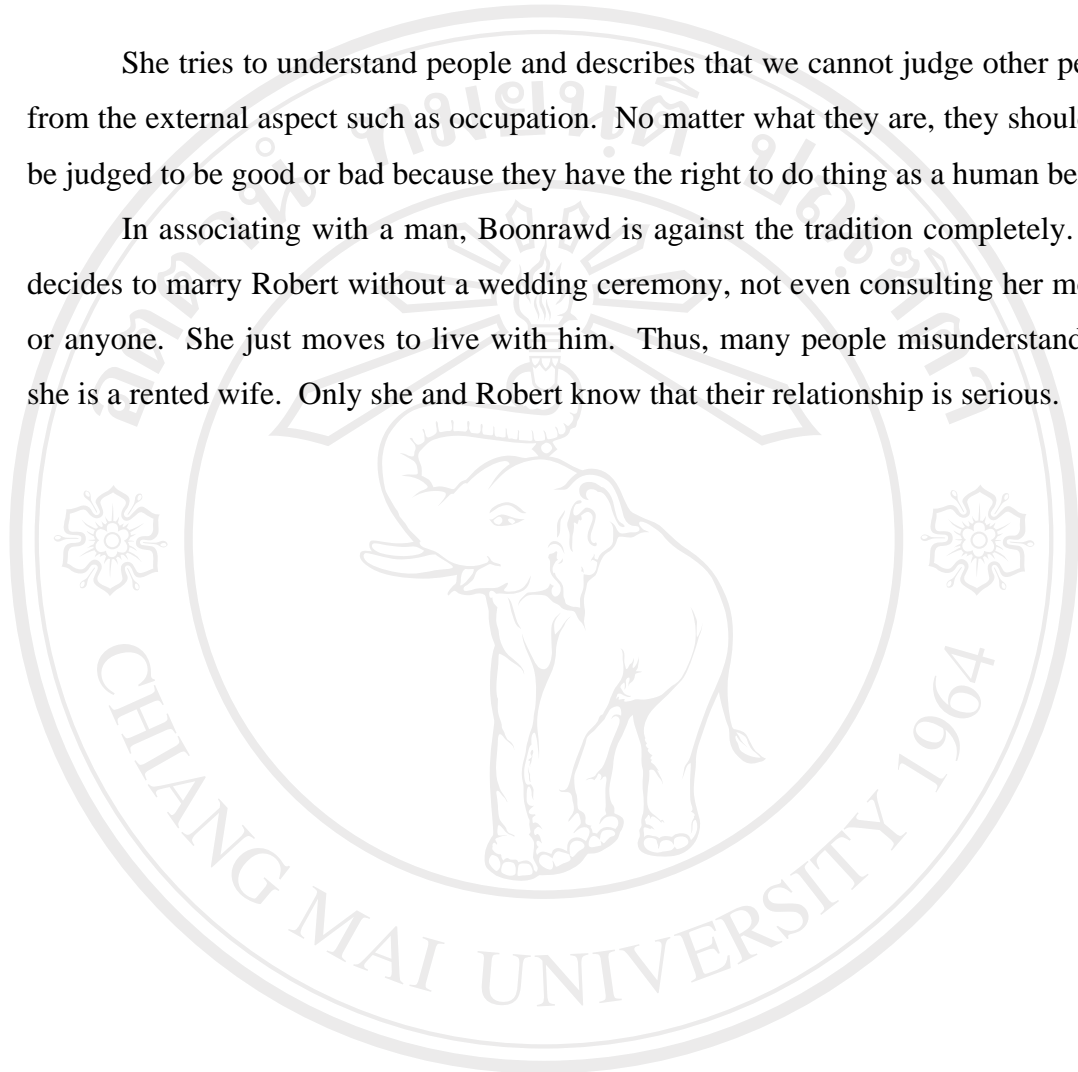 She tries to understand people and describes that we cannot judge other
from the external aspect such as occupation. No matter what they are, they
be judged to be good or bad because they have the right to do thing as a human
In associating with a man, Boonrawd is against the tradition completely.
decides to marry Robert without a wedding ceremony, not even consulting her
or anyone. She just moves to live with him. Thus, many people misunderstand
she is a rented wife. Only she and Robert know that their relationship is serious.
CHIANG MAI UNIVERSITY 1964